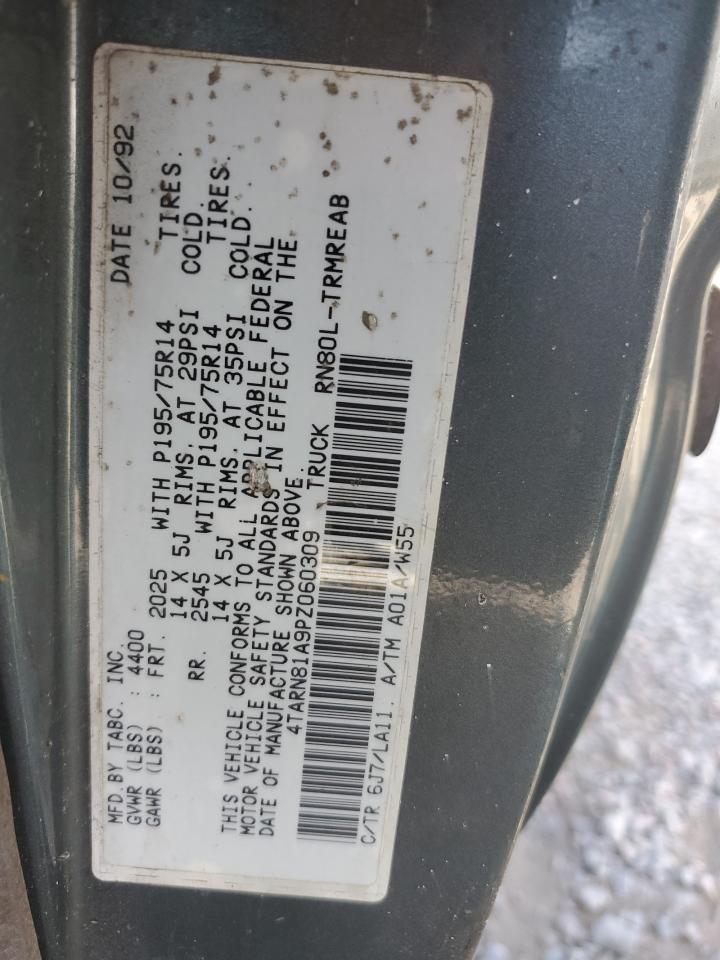 MFD.BY TABC. INC. DATE 10/92
GVWR (LBS) : 4400
GAWR (LBS) : FRT. 2025 WITH P195/75R14 TIRES.
14 X 5J RIMS. AT 29PSI COLD.
RR. 2545 WITH P195/75R14 TIRES.
14 X 5J RIMS. AT 35PSI COLD.
THIS VEHICLE CONFORMS TO ALL APPLICABLE FEDERAL
MOTOR VEHICLE SAFETY STANDARDS IN EFFECT ON THE
DATE OF MANUFACTURE SHOWN ABOVE.
4TARN81A9PZ060309 TRUCK RN80L-TRMREAB
C/TR 6J7/LA11. A/TM A01A/W55